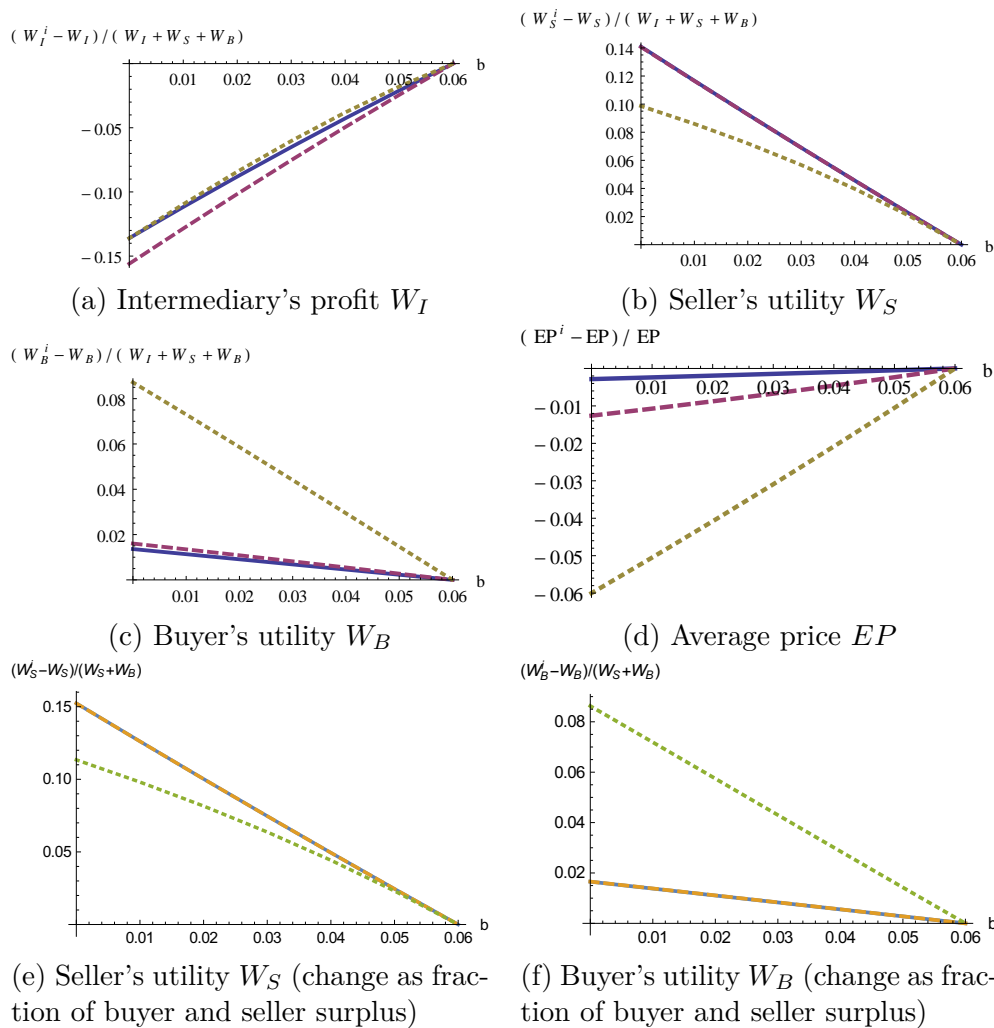 ( W_I^i – W_I ) / ( W_I + W_S + W_B )
0.01 0.02 0.03 0.04 0.05 0.06 b
– 0.05
– 0.10
– 0.15
(a) Intermediary's profit W_I
( W_S^i – W_S ) / ( W_I + W_S + W_B )
0.14
0.12
0.10
0.08
0.06
0.04
0.02
0.01 0.02 0.03 0.04 0.05 0.06 b
(b) Seller's utility W_S
( W_B^i – W_B ) / ( W_I + W_S + W_B )
0.08
0.06
0.04
0.02
0.01 0.02 0.03 0.04 0.05 0.06 b
(c) Buyer's utility W_B
( EP^i – EP ) / EP
0.01 0.02 0.03 0.04 0.05 0.06 b
– 0.01
– 0.02
– 0.03
– 0.04
– 0.05
– 0.06
(d) Average price EP
(W_S^i–W_S)/(W_S+W_B)
0.15
0.10
0.05
0.01 0.02 0.03 0.04 0.05 0.06 b
(e) Seller's utility W_S (change as frac-
tion of buyer and seller surplus)
(W_B^i–W_B)/(W_S+W_B)
0.08
0.06
0.04
0.02
0.01 0.02 0.03 0.04 0.05 0.06 b
(f) Buyer's utility W_B (change as frac-
tion of buyer and seller surplus)